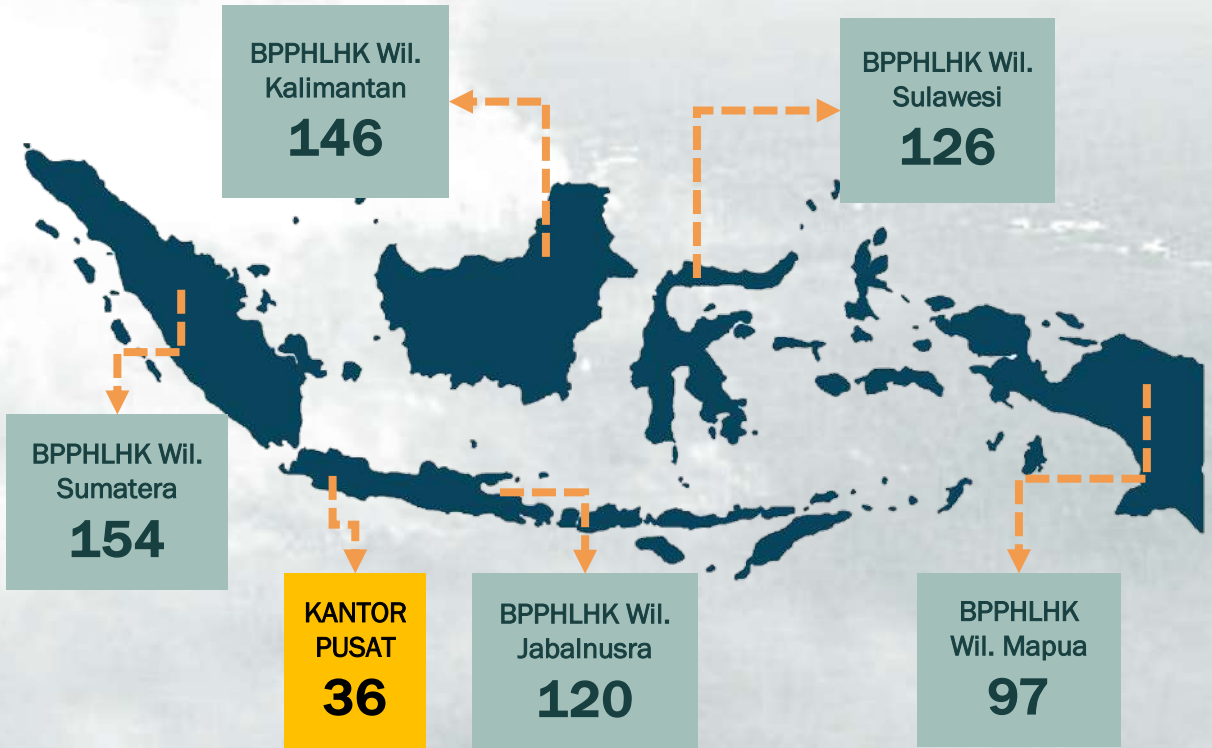 BPPHLHK Wil.
Kalimantan
146
BPPHLHK Wil.
Sulawesi
126
BPPHLHK Wil.
Sumatera
154
KANTOR
PUSAT
36
BPPHLHK Wil.
Jabalnusra
120
BPPHLHK
Wil. Mapua
97